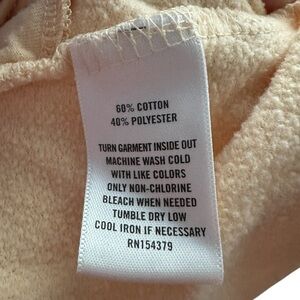 60% COTTON
40% POLYESTER
TURN GARMENT INSIDE OUT
MACHINE WASH COLD
WITH LIKE COLORS
ONLY NON-CHLORINE
BLEACH WHEN NEEDED
TUMBLE DRY LOW
COOL IRON IF NECESSARY
RN154379